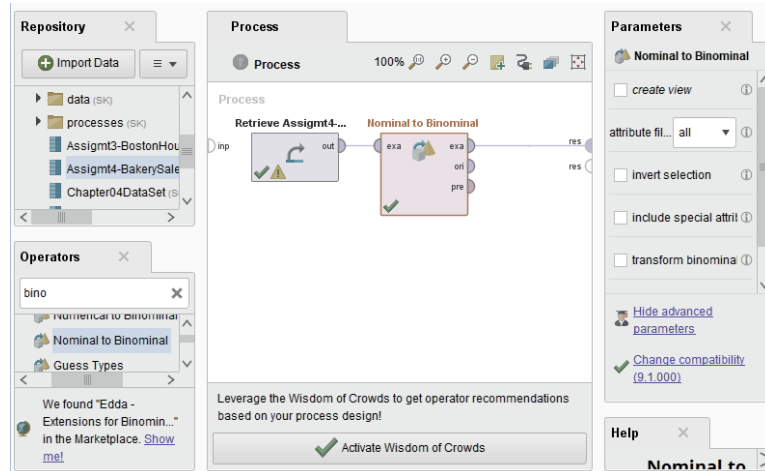 Repository
Import Data
data (SK)
processes (SK)
Assigmt3-BostonHou
Assigmt4-BakerySale
Chapter04DataSet
Operators
bino
Numerical to Binominal
Nominal to Binominal
Guess Types
We found "Edda -
Extensions for Binomin..."
in the Marketplace. Show
me!
Process
Process
100%
Process
Retrieve Assigmt4-...
Nominal to Binominal
inp
out
exa
exa
ori
pre
res
res
Leverage the Wisdom of Crowds to get operator recommendations
based on your process design!
Activate Wisdom of Crowds
Parameters
Nominal to Binominal
create view
attribute fil...
all
invert selection
include special attril
transform binominal
Hide advanced
parameters
Change compatibility
(9.1.000)
Help
Nominal to